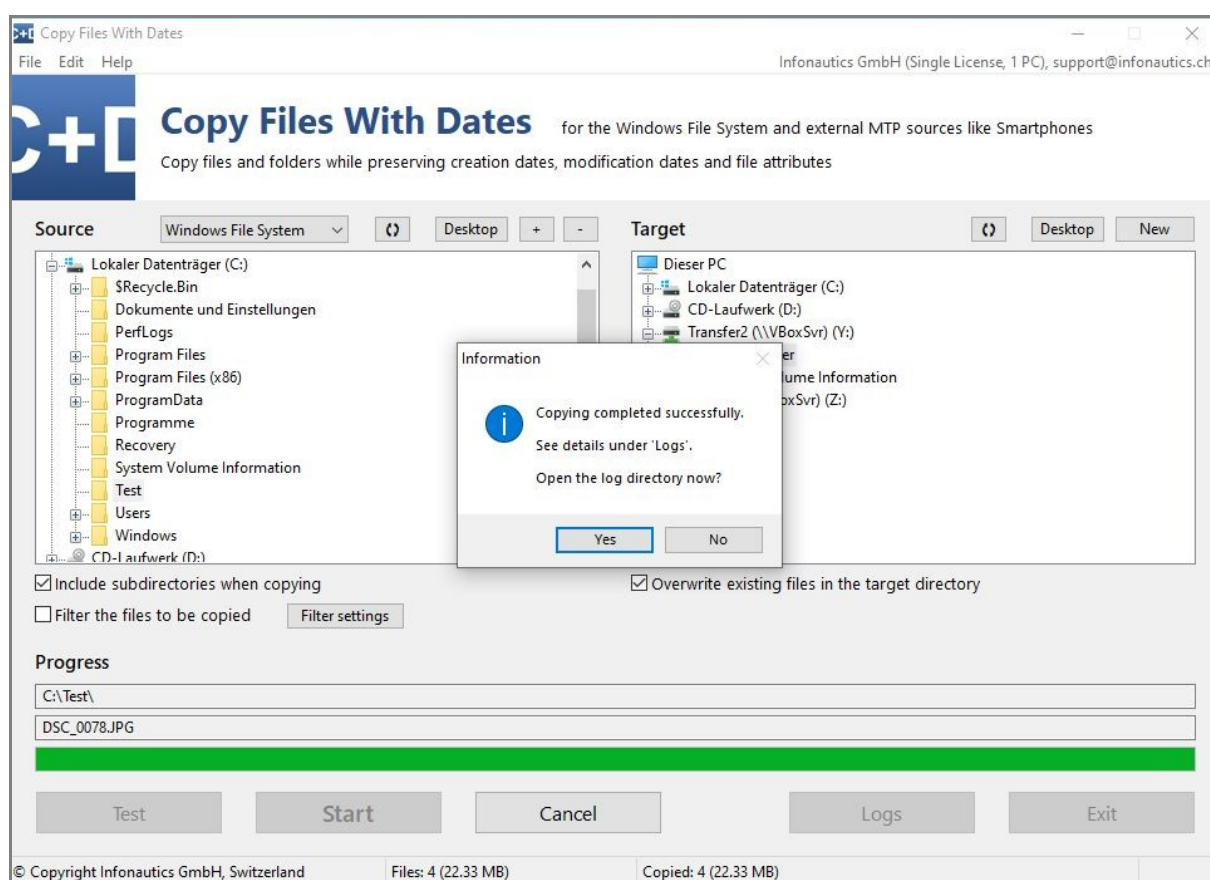 C+D Copy Files With Dates
File Edit Help Infonautics GmbH (Single License, 1 PC), support@infonautics.ch
C+D Copy Files With Dates for the Windows File System and external MTP sources like Smartphones
Copy files and folders while preserving creation dates, modification dates and file attributes
Source Windows File System Desktop + - Target Desktop New
Lokaler Datenträger (C:)
$Recycle.Bin
Dokumente und Einstellungen
PerfLogs
Program Files
Program Files (x86)
ProgramData
Programme
Recovery
System Volume Information
Test
Users
Windows
CD-Laufwerk (D:)
Dieser PC
Lokaler Datenträger (C:)
CD-Laufwerk (D:)
Transfer2 (\\VBoxSvr) (Y:)
er
lume Information
oxSvr) (Z:)
Information
Copying completed successfully.
See details under 'Logs'.
Open the log directory now?
Yes No
Include subdirectories when copying Overwrite existing files in the target directory
Filter the files to be copied Filter settings
Progress
C:\Test\
DSC_0078.JPG
Test Start Cancel Logs Exit
© Copyright Infonautics GmbH, Switzerland Files: 4 (22.33 MB) Copied: 4 (22.33 MB)